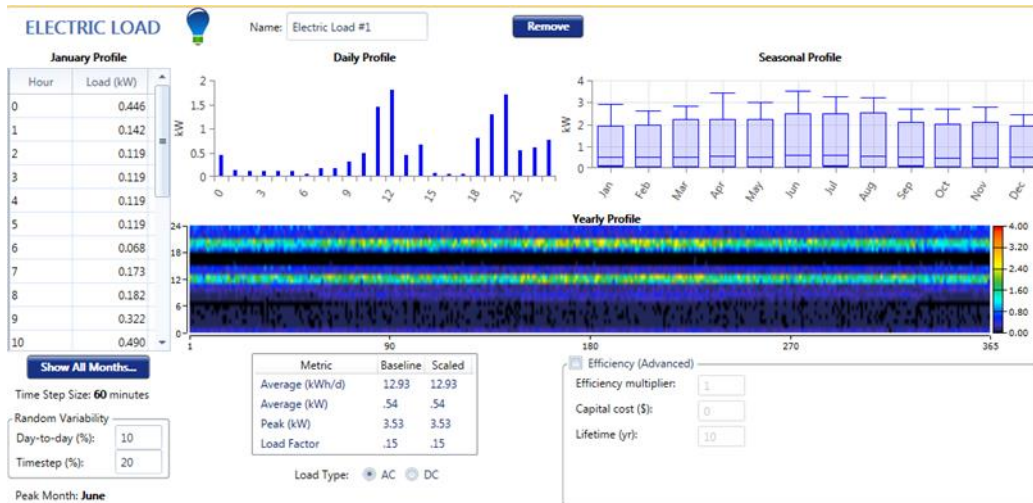 ELECTRIC LOAD
Name: Electric Load #1
Remove
January Profile
Hour Load (kW)
0 0.446
1 0.142
2 0.119
3 0.119
4 0.119
5 0.119
6 0.068
7 0.173
8 0.182
9 0.322
10 0.490
Show All Months...
Time Step Size: 60 minutes
Random Variability
Day-to-day (%): 10
Timestep (%): 20
Peak Month: June
Daily Profile
kW
2
1.5
1
0.5
0
0 3 6 9 12 15 18 21
Seasonal Profile
kW
4
3
2
1
0
Jan Feb Mar Apr May Jun Jul Aug Sep Oct Nov Dec
Yearly Profile
24
18
12
6
0
1 90 180 270 365
4.00
3.20
2.40
1.60
0.80
0.00
Metric Baseline Scaled
Average (kWh/d) 12.93 12.93
Average (kW) .54 .54
Peak (kW) 3.53 3.53
Load Factor .15 .15
Load Type: AC DC
Efficiency (Advanced)
Efficiency multiplier: 1
Capital cost ($): 0
Lifetime (yr): 10